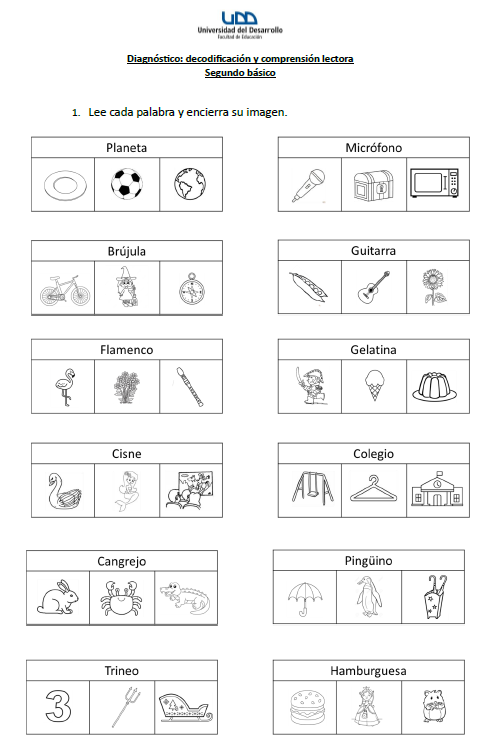 UDD
Universidad del Desarrollo
Facultad de Educación
Diagnóstico: decodificación y comprensión lectora
Segundo básico
1. Lee cada palabra y encierra su imagen.
Planeta
Micrófono
Brújula
Guitarra
Flamenco
Gelatina
Cisne
Colegio
Cangrejo
Pingüino
Trineo
Hamburguesa
3